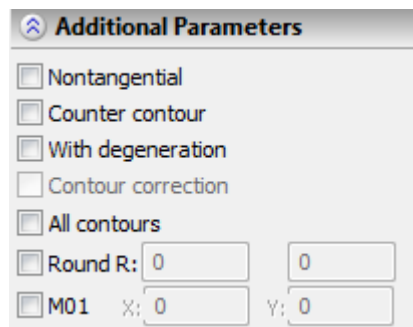 Additional Parameters
Nontangential
Counter contour
With degeneration
Contour correction
All contours
Round R: 0 0
M01 X: 0 Y: 0